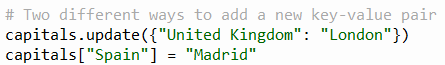 # Two different ways to add a new key-value pair
capitals.update({"United Kingdom": "London"})
capitals["Spain"] = "Madrid"